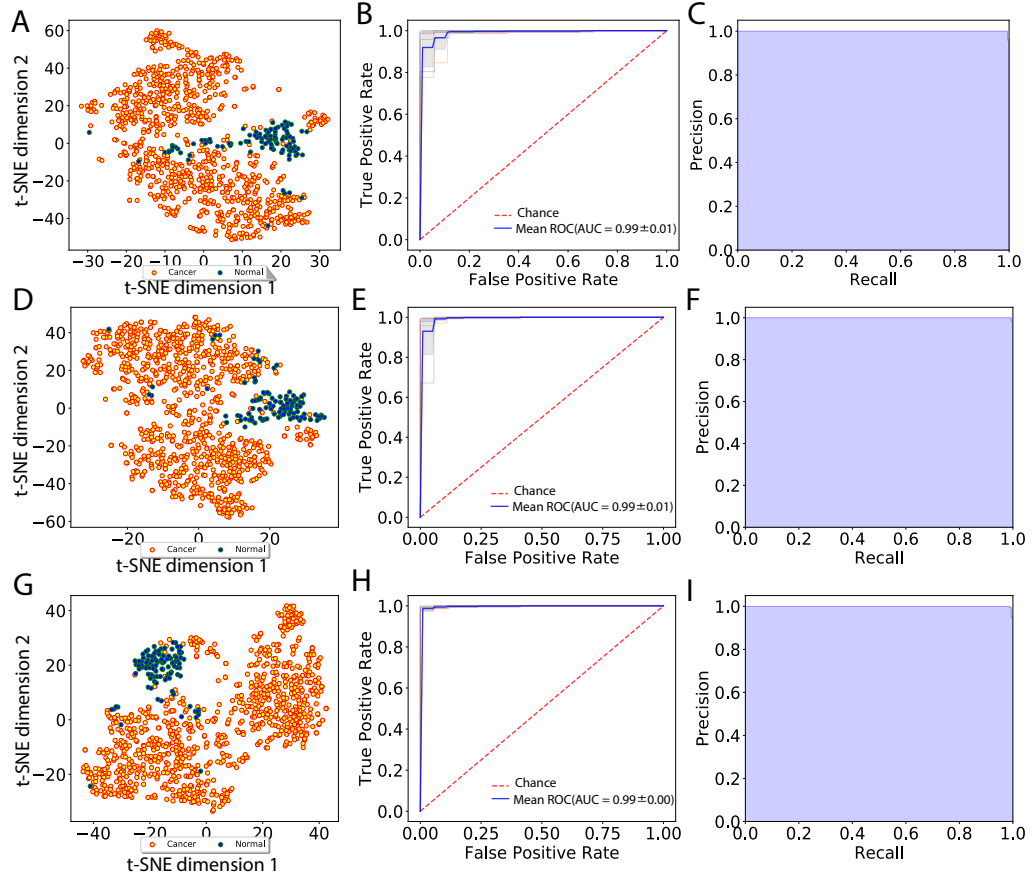 A
t-SNE dimension 2
60
40
20
0
−20
−40
−30 −20 −10 0 10 20 30
Cancer Normal
t-SNE dimension 1
B
True Positive Rate
1.0
0.8
0.6
0.4
0.2
0.0
Chance
Mean ROC(AUC = 0.99±0.01)
0.0 0.2 0.4 0.6 0.8 1.0
False Positive Rate
C
Precision
1.0
0.8
0.6
0.4
0.2
0.0
0.0 0.2 0.4 0.6 0.8 1.0
Recall
D
t-SNE dimension 2
40
20
0
−20
−40
−60
−20 0 20
Cancer Normal
t-SNE dimension 1
E
True Positive Rate
1.0
0.8
0.6
0.4
0.2
0.0
Chance
Mean ROC(AUC = 0.99±0.01)
0.00 0.25 0.50 0.75 1.00
False Positive Rate
F
Precision
1.0
0.8
0.6
0.4
0.2
0.0
0.0 0.2 0.4 0.6 0.8 1.0
Recall
G
t-SNE dimension 2
40
20
0
−20
−40 −20 0 20 40
Cancer Normal
t-SNE dimension 1
H
True Positive Rate
1.0
0.8
0.6
0.4
0.2
0.0
Chance
Mean ROC(AUC = 0.99±0.00)
0.00 0.25 0.50 0.75 1.00
False Positive Rate
I
Precision
1.0
0.8
0.6
0.4
0.2
0.0
0.0 0.2 0.4 0.6 0.8 1.0
Recall